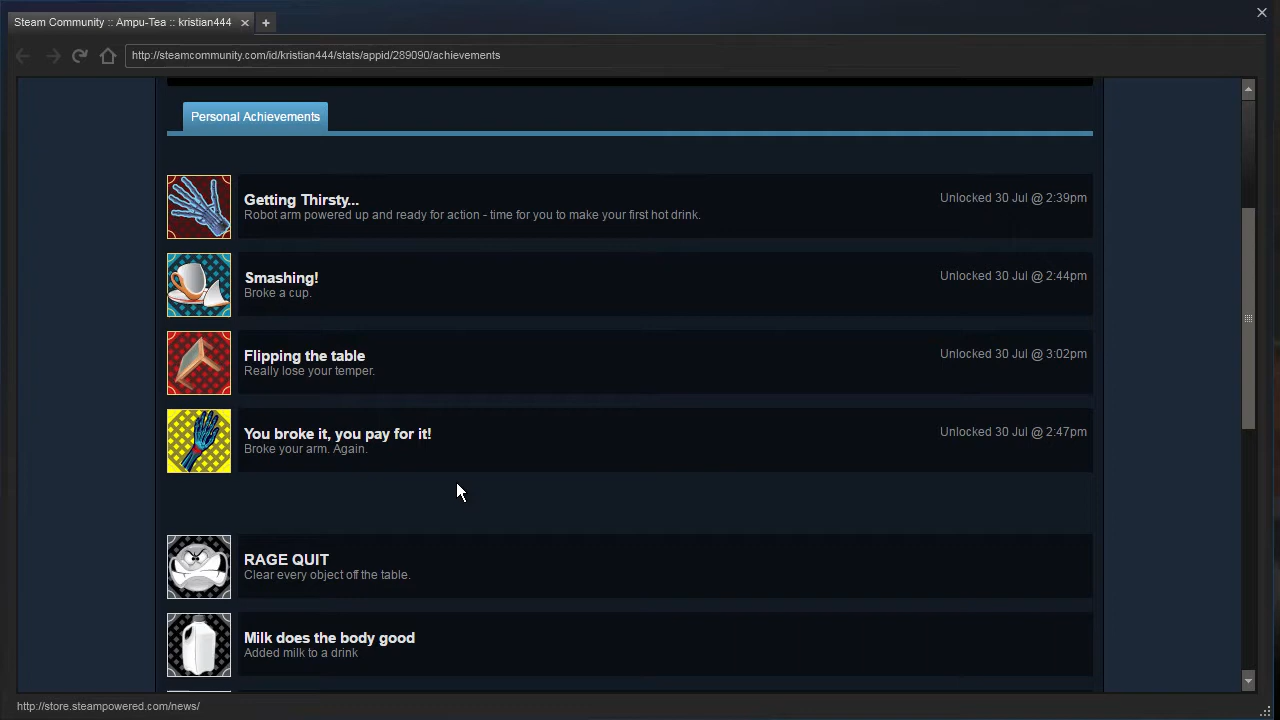 Steam Community :: Ampu-Tea :: kristian444
http://steamcommunity.com/id/kristian444/stats/appid/289090/achievements
Personal Achievements
Getting Thirsty...
Unlocked 30 Jul @ 2:39pm
Robot arm powered up and ready for action - time for you to make your first hot drink.
Smashing!
Unlocked 30 Jul @ 2:44pm
Broke a cup.
Flipping the table
Unlocked 30 Jul @ 3:02pm
Really lose your temper.
You broke it, you pay for it!
Unlocked 30 Jul @ 2:47pm
Broke your arm. Again.
RAGE QUIT
Clear every object off the table.
Milk does the body good
Added milk to a drink
http://store.steampowered.com/news/